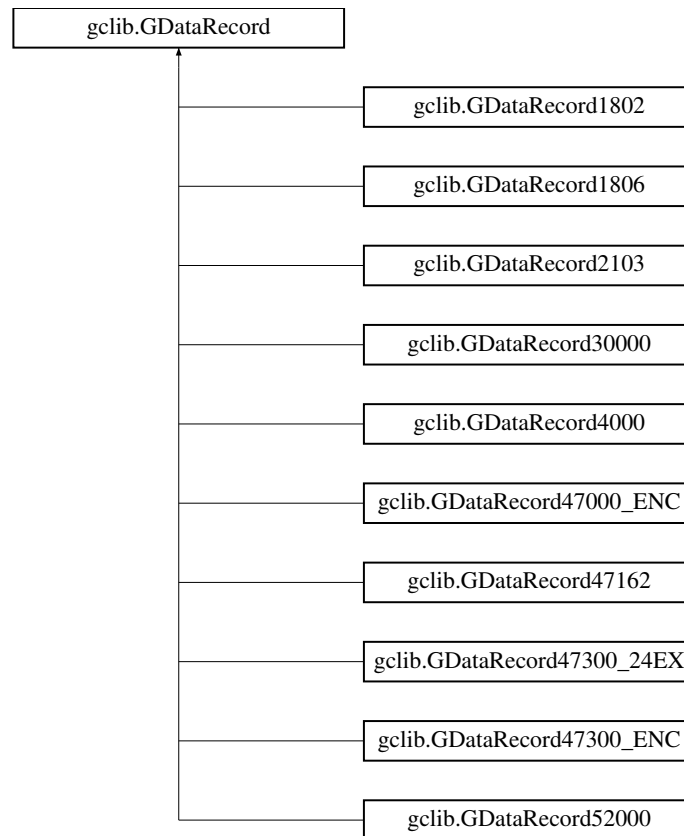 gclib.GDataRecord
gclib.GDataRecord1802
gclib.GDataRecord1806
gclib.GDataRecord2103
gclib.GDataRecord30000
gclib.GDataRecord4000
gclib.GDataRecord47000_ENC
gclib.GDataRecord47162
gclib.GDataRecord47300_24EX
gclib.GDataRecord47300_ENC
gclib.GDataRecord52000